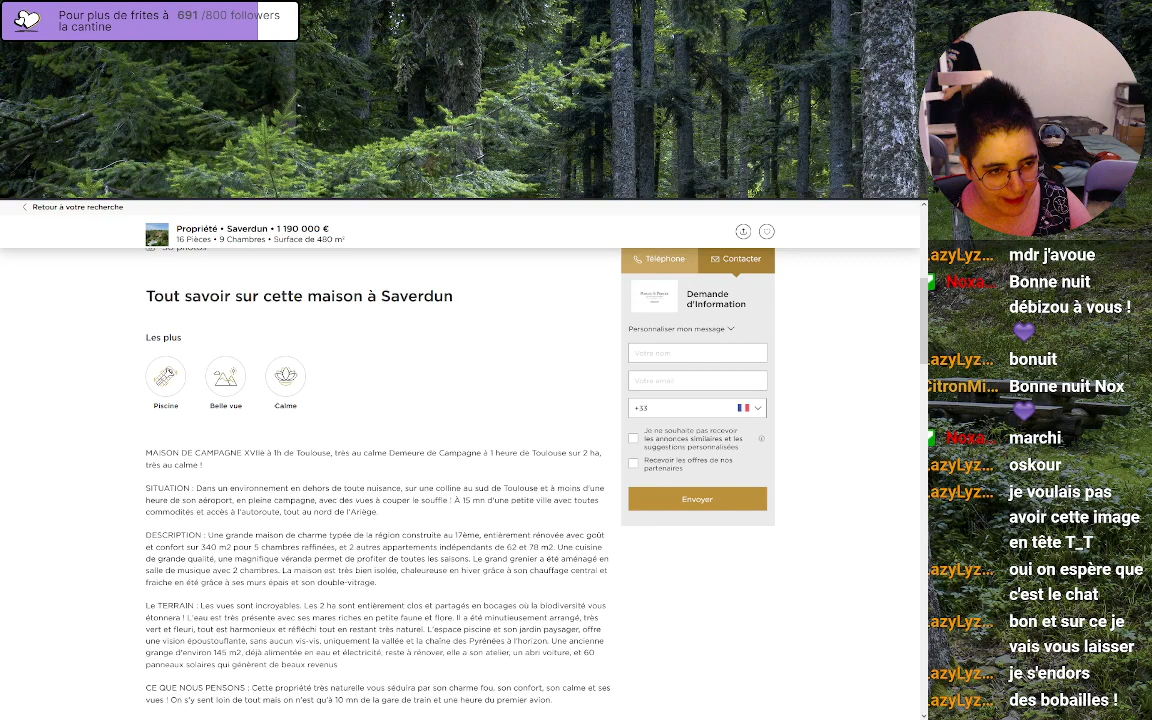 Pour plus de frites à
la cantine
691 /800 followers
Retour à votre recherche
Propriété • Saverdun • 1 190 000 €
16 Pièces • 9 Chambres • Surface de 480 m²
photos
Tout savoir sur cette maison à Saverdun
Les plus
Piscine
Belle vue
Calme
MAISON DE CAMPAGNE XVIIè à 1h de Toulouse, très au calme Demeure de Campagne à 1 heure de Toulouse sur 2 ha,
très au calme !
SITUATION : Dans un environnement en dehors de toute nuisance, sur une colline au sud de Toulouse et à moins d'une
heure de son aéroport, en pleine campagne, avec des vues à couper le souffle ! À 15 mn d'une petite ville avec toutes
commodités et accès à l'autoroute, tout au nord de l'Ariège.
DESCRIPTION : Une grande maison de charme typée de la région construite au 17ème, entièrement rénovée avec goût
et confort sur 340 m2 pour 5 chambres raffinées, et 2 autres appartements indépendants de 62 et 78 m2. Une cuisine
de grande qualité, une magnifique véranda permet de profiter de toutes les saisons. Le grand grenier a été aménagé en
salle de musique avec 2 chambres. La maison est très bien isolée, chaleureuse en hiver grâce à son chauffage central et
fraiche en été grâce à ses murs épais et son double-vitrage.
Le TERRAIN : Les vues sont incroyables. Les 2 ha sont entièrement clos et partagés en bocages où la biodiversité vous
étonnera ! L'eau est très présente avec ses mares riches en petite faune et flore. Il a été minutieusement arrangé, très
vert et fleuri, tout est harmonieux et réfléchi tout en restant très naturel. L'espace piscine et son jardin paysager, offre
une vision époustouflante, sans aucun vis-vis, uniquement la vallée et la chaîne des Pyrénées à l'horizon. Une ancienne
grange d'environ 145 m2, déjà alimentée en eau et électricité, reste à rénover, elle a son atelier, un abri voiture, et 60
panneaux solaires qui génèrent de beaux revenus
CE QUE NOUS PENSONS : Cette propriété très naturelle vous séduira par son charme fou, son confort, son calme et ses
vues ! On s'y sent loin de tout mais on n'est qu'à 10 mn de la gare de train et une heure du premier avion.
Téléphone
Contacter
Demande
d'Information
Personnaliser mon message
Votre nom
Votre email
+33
Je ne souhaite pas recevoir
les annonces similaires et les
suggestions personnalisées
Recevoir les offres de nos
partenaires
Envoyer
LazyLyz... mdr j'avoue
Noxa... Bonne nuit
débizou à vous !
LazyLyz... bonuit
CitronMi... Bonne nuit Nox
Noxa... marchi
LazyLyz... oskour
LazyLyz... je voulais pas
avoir cette image
en tête T_T
LazyLyz... oui on espère que
c'est le chat
LazyLyz... bon et sur ce je
vais vous laisser
LazyLyz... je s'endors
LazyLyz... des bobailles !